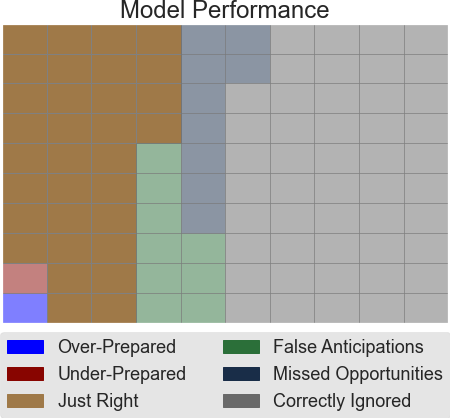 Model Performance
Over-Prepared
Under-Prepared
Just Right
False Anticipations
Missed Opportunities
Correctly Ignored